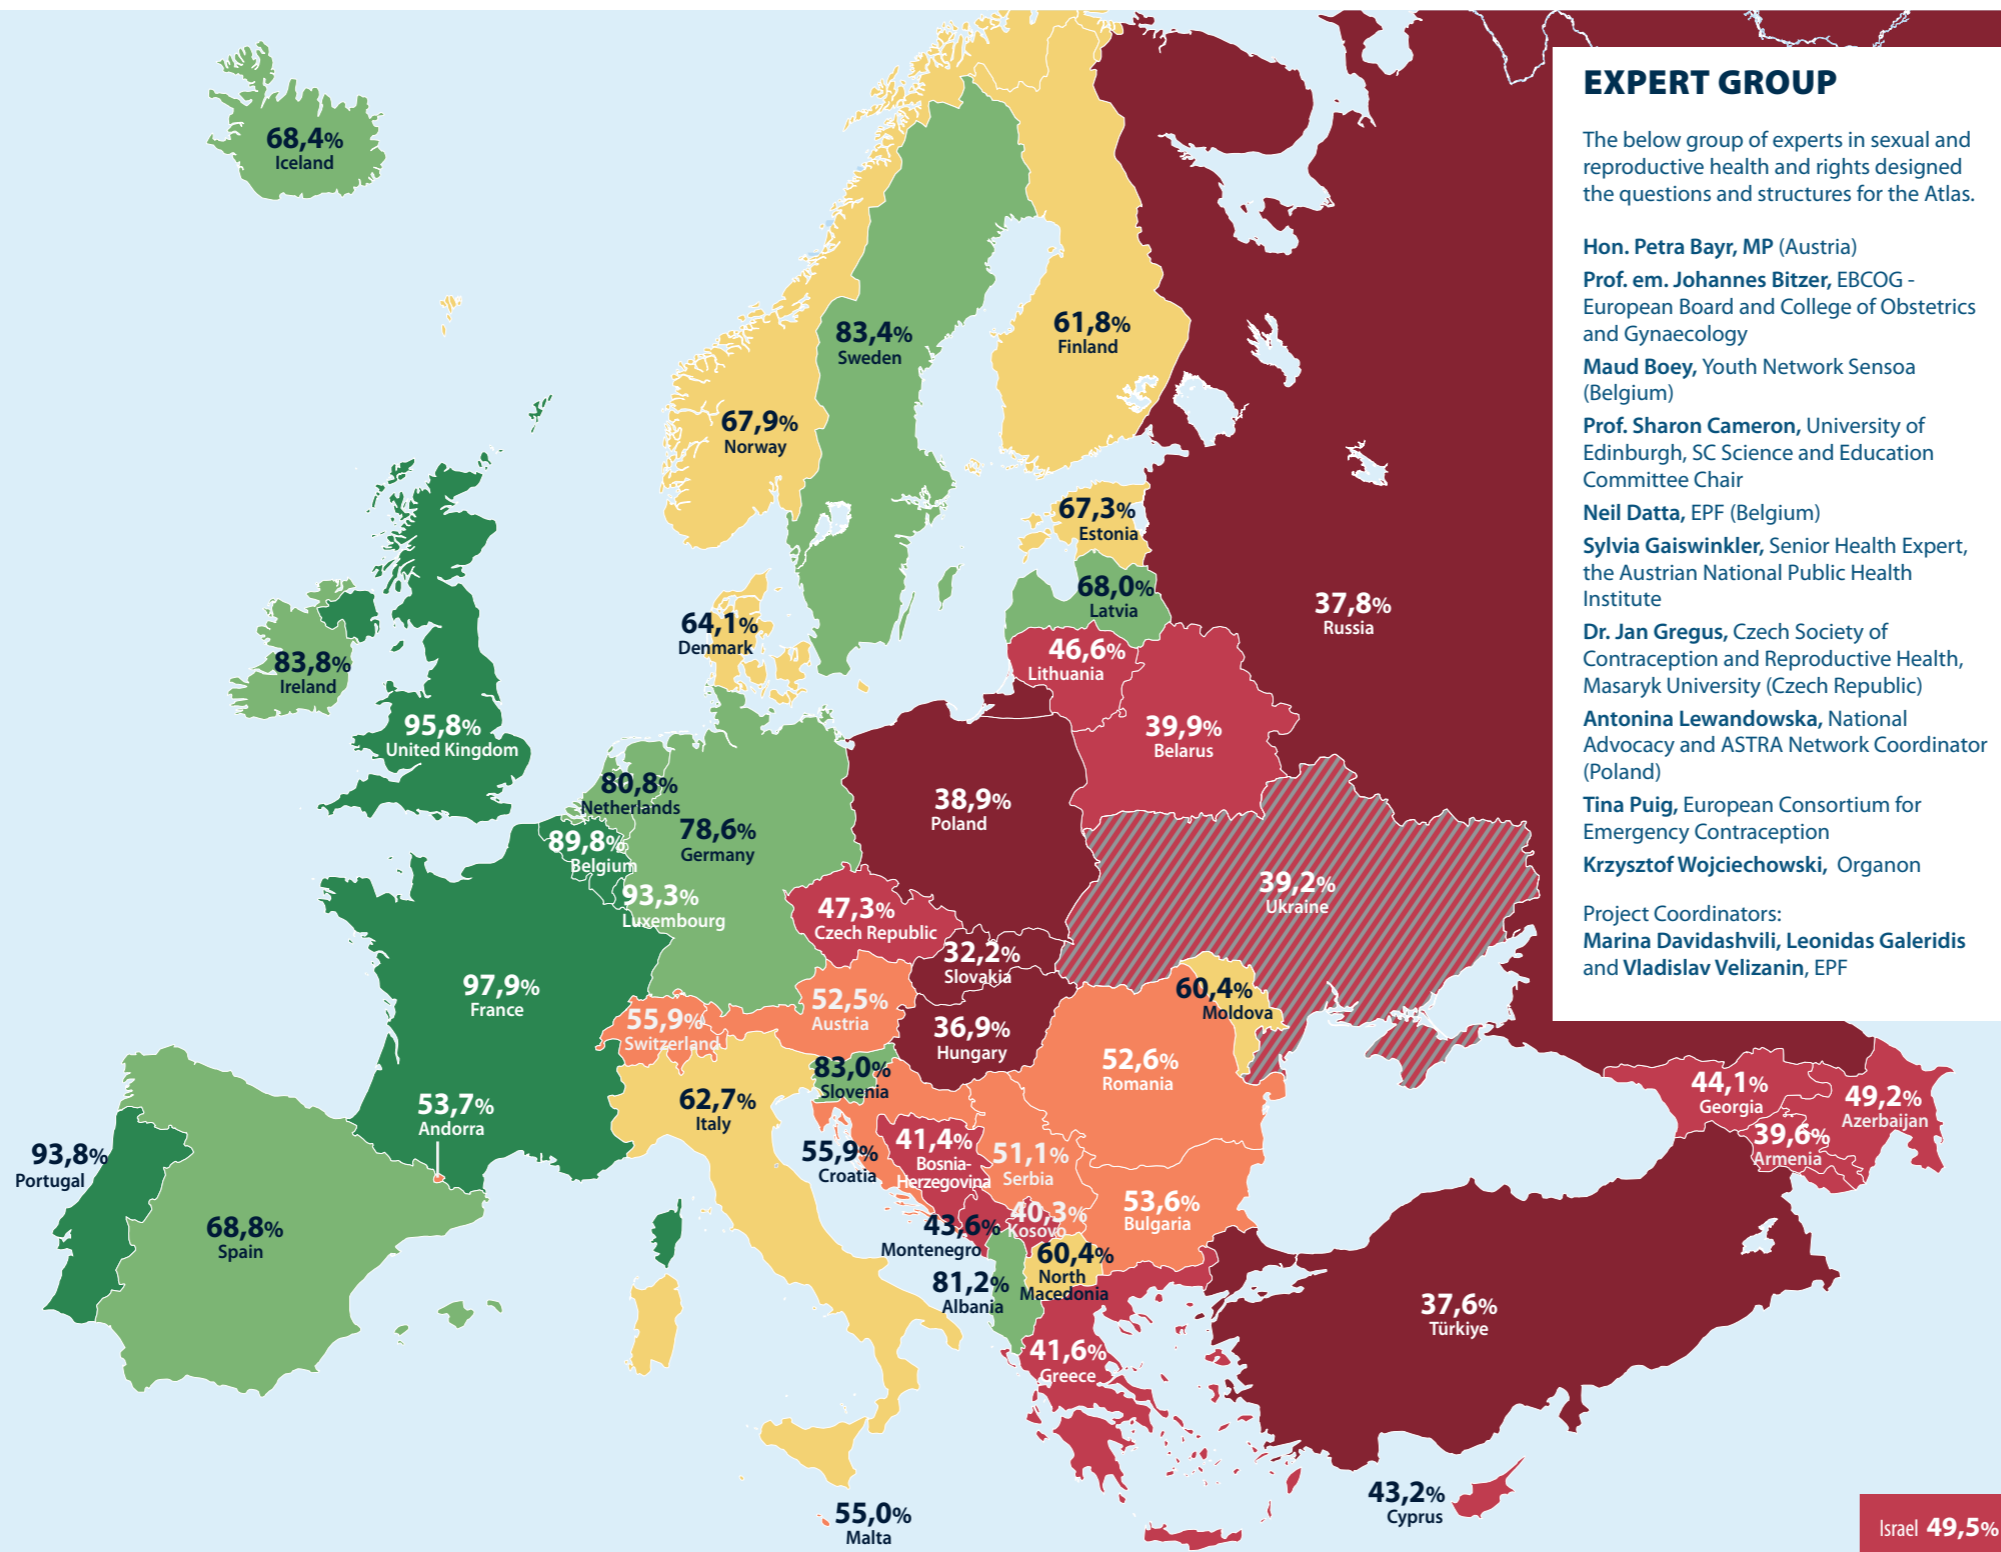 68,4%
Iceland
83,4%
Sweden
61,8%
Finland
67,9%
Norway
67,3%
Estonia
68,0%
Latvia
64,1%
Denmark
46,6%
Lithuania
37,8%
Russia
83,8%
Ireland
95,8%
United Kingdom
39,9%
Belarus
80,8%
Netherlands
78,6%
Germany
89,8%
Belgium
93,3%
Luxembourg
38,9%
Poland
39,2%
Ukraine
47,3%
Czech Republic
32,2%
Slovakia
97,9%
France
52,5%
Austria
55,9%
Switzerland
36,9%
Hungary
60,4%
Moldova
83,0%
Slovenia
52,6%
Romania
62,7%
Italy
53,7%
Andorra
93,8%
Portugal
68,8%
Spain
55,9%
Croatia
41,4%
Bosnia-
Herzegovina
51,1%
Serbia
53,6%
Bulgaria
43,6%
Montenegro
40,3%
Kosovo
60,4%
North
Macedonia
81,2%
Albania
41,6%
Greece
37,6%
Türkiye
44,1%
Georgia
49,2%
Azerbaijan
39,6%
Armenia
55,0%
Malta
43,2%
Cyprus
Israel 49,5%
EXPERT GROUP
The below group of experts in sexual and
reproductive health and rights designed
the questions and structures for the Atlas.
Hon. Petra Bayr, MP (Austria)
Prof. em. Johannes Bitzer, EBCOG -
European Board and College of Obstetrics
and Gynaecology
Maud Boey, Youth Network Sensoa
(Belgium)
Prof. Sharon Cameron, University of
Edinburgh, SC Science and Education
Committee Chair
Neil Datta, EPF (Belgium)
Sylvia Gaiswinkler, Senior Health Expert,
the Austrian National Public Health
Institute
Dr. Jan Gregus, Czech Society of
Contraception and Reproductive Health,
Masaryk University (Czech Republic)
Antonina Lewandowska, National
Advocacy and ASTRA Network Coordinator
(Poland)
Tina Puig, European Consortium for
Emergency Contraception
Krzysztof Wojciechowski, Organon
Project Coordinators:
Marina Davidashvili, Leonidas Galeridis
and Vladislav Velizanin, EPF